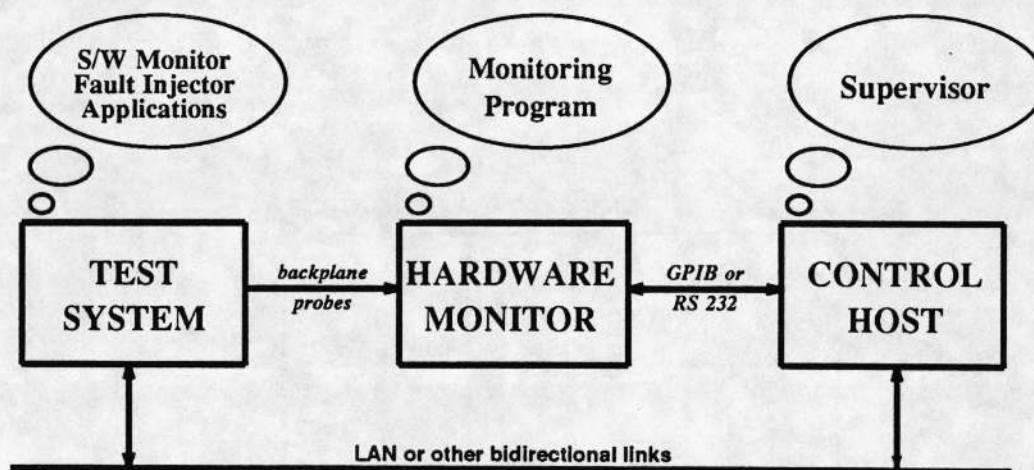 S/W Monitor
Fault Injector
Applications
Monitoring
Program
Supervisor
TEST
SYSTEM
backplane
probes
HARDWARE
MONITOR
GPIB or
RS 232
CONTROL
HOST
LAN or other bidirectional links